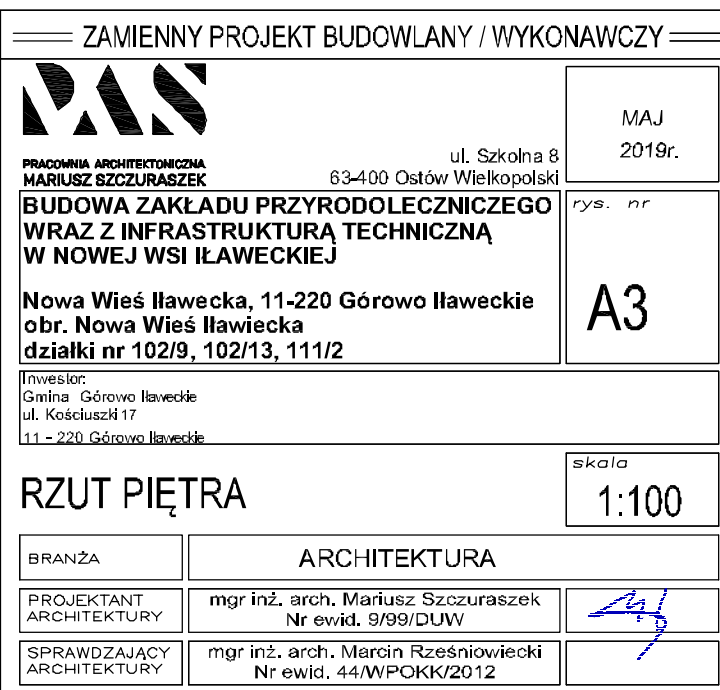 ZAMIENNY PROJEKT BUDOWLANY / WYKONAWCZY
PAS
PRACOWNIA ARCHITEKTONICZNA
MARIUSZ SZCZURASZEK
ul. Szkolna 8
63-400 Ostów Wielkopolski
MAJ
2019r.
BUDOWA ZAKŁADU PRZYRODOLECZNICZEGO
WRAZ Z INFRASTRUKTURĄ TECHNICZNĄ
W NOWEJ WSI IŁAWECKIEJ
Nowa Wieś Iławecka, 11-220 Górowo Iławeckie
obr. Nowa Wieś Iławiecka
działki nr 102/9, 102/13, 111/2
rys. nr
A3
Inwestor:
Gmina Górowo Iławeckie
ul. Kościuszki 17
11 - 220 Górowo Iławeckie
RZUT PIĘTRA
skala
1:100
BRANŻA
ARCHITEKTURA
PROJEKTANT
ARCHITEKTURY
mgr inż. arch. Mariusz Szczuraszek
Nr ewid. 9/99/DUW
SPRAWDZAJĄCY
ARCHITEKTURY
mgr inż. arch. Marcin Rześniowiecki
Nr ewid. 44/WPOKK/2012